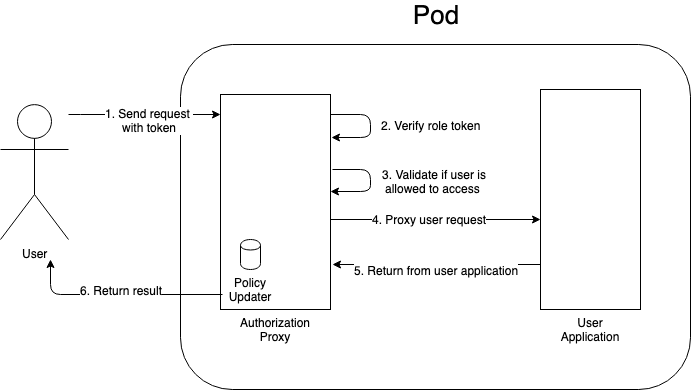 Pod
1. Send request
with token
2. Verify role token
3. Validate if user is
allowed to access
4. Proxy user request
User
5. Return from user application
Policy
Updater
6. Return result
Authorization
Proxy
User
Application